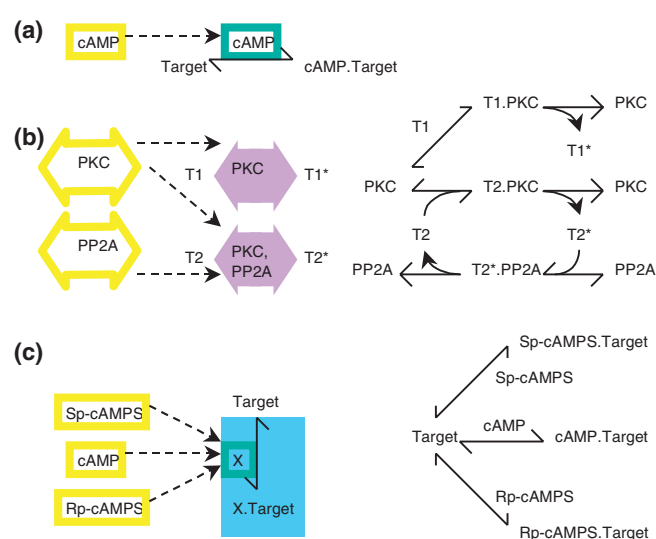 (a)
cAMP
cAMP
Target
cAMP.Target
(b)
PKC
PP2A
T1
PKC
T1*
T2
PKC,
PP2A
T2*
T1
T1.PKC
PKC
T1*
PKC
T2.PKC
PKC
T2
T2*
PP2A
T2*.PP2A
PP2A
(c)
Sp-cAMPS
cAMP
Rp-cAMPS
Target
X
X.Target
Sp-cAMPS.Target
Sp-cAMPS
Target
cAMP
cAMP.Target
Rp-cAMPS
Rp-cAMPS.Target